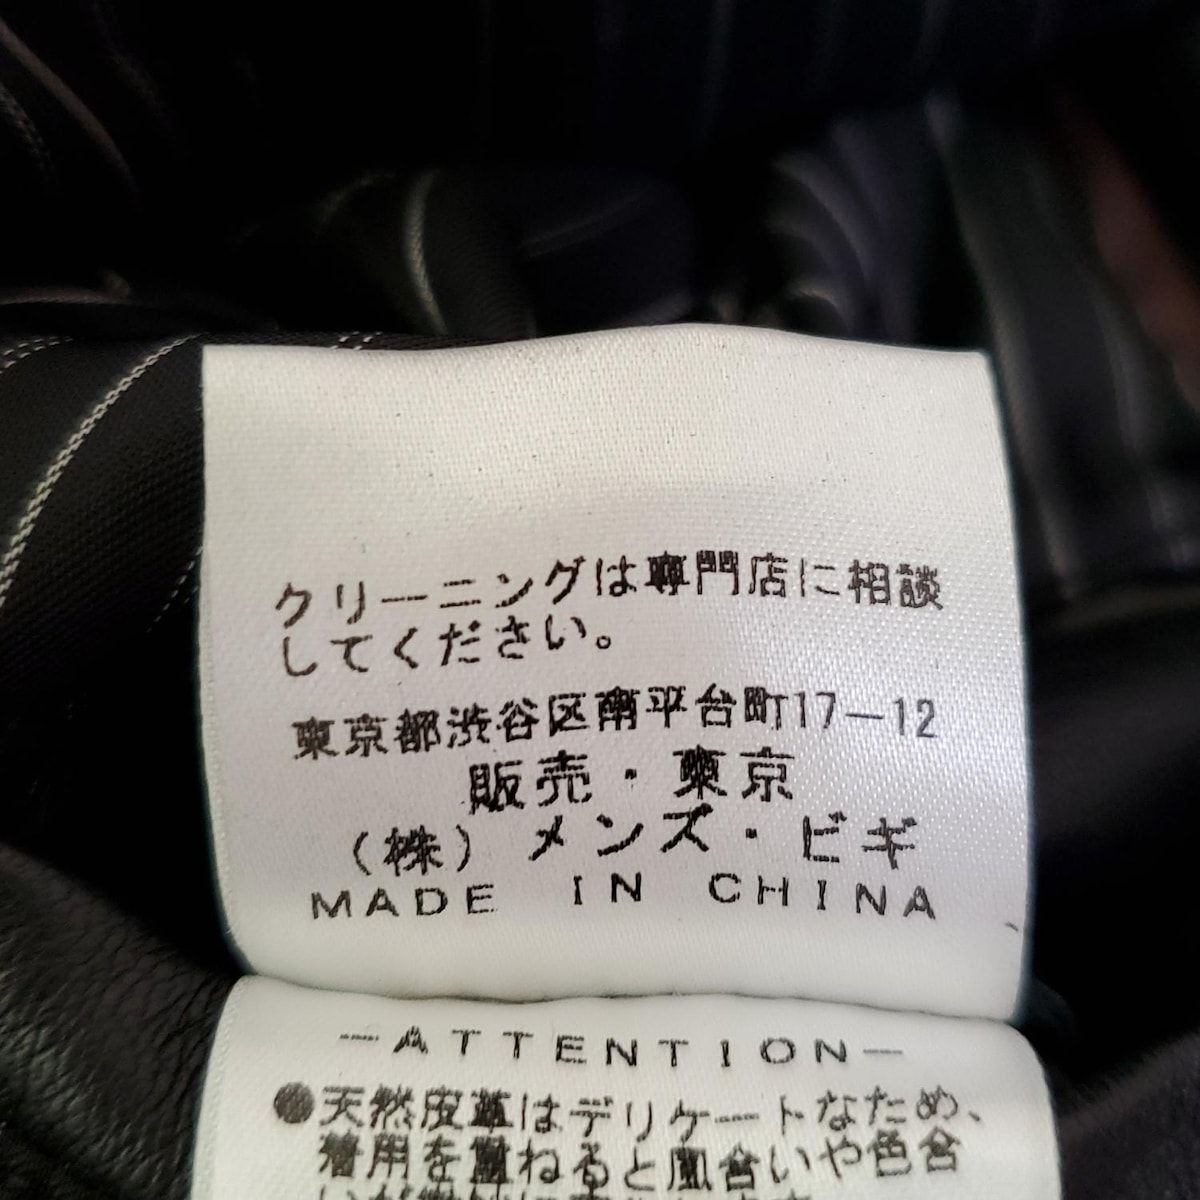 クリーニングは専門店に相談
してください。
東京都渋谷区南平台町17-12
販売・東京
(株)メンズ・ビギ
MADE IN CHINA
-ATTENTION-
●天然皮革はデリケートなため、
着用を重ねると風合いや色合